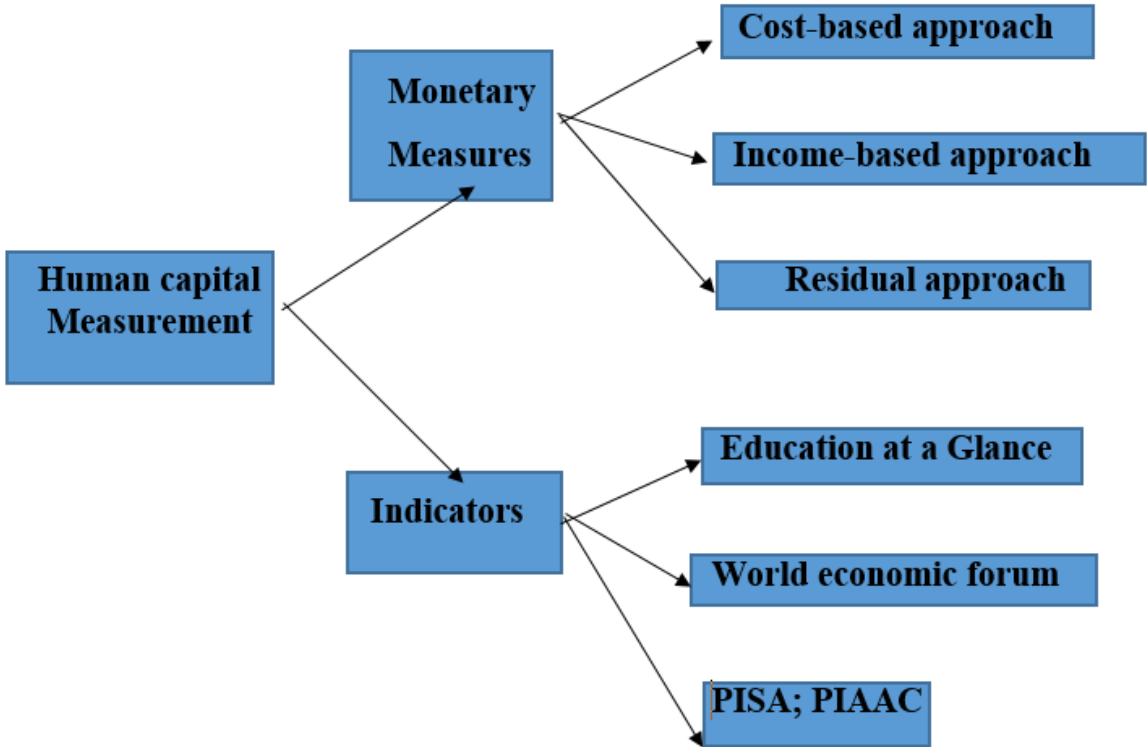 Cost-based approach
Monetary
Measures
Income-based approach
Human capital
Measurement
Residual approach
Education at a Glance
Indicators
World economic forum
PISA; PIAAC